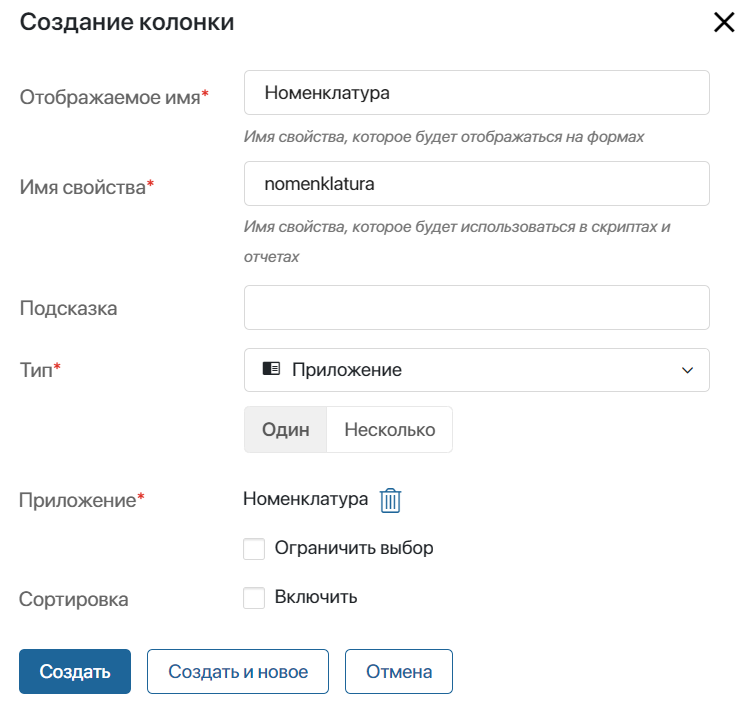 Создание колонки
Отображаемое имя*
Номенклатура
Имя свойства, которое будет отображаться на формах
Имя свойства*
nomenklatura
Имя свойства, которое будет использоваться в скриптах и
отчетах
Подсказка
Тип*
Приложение
Один Несколько
Приложение*
Номенклатура
Ограничить выбор
Сортировка
Включить
Создать Создать и новое Отмена